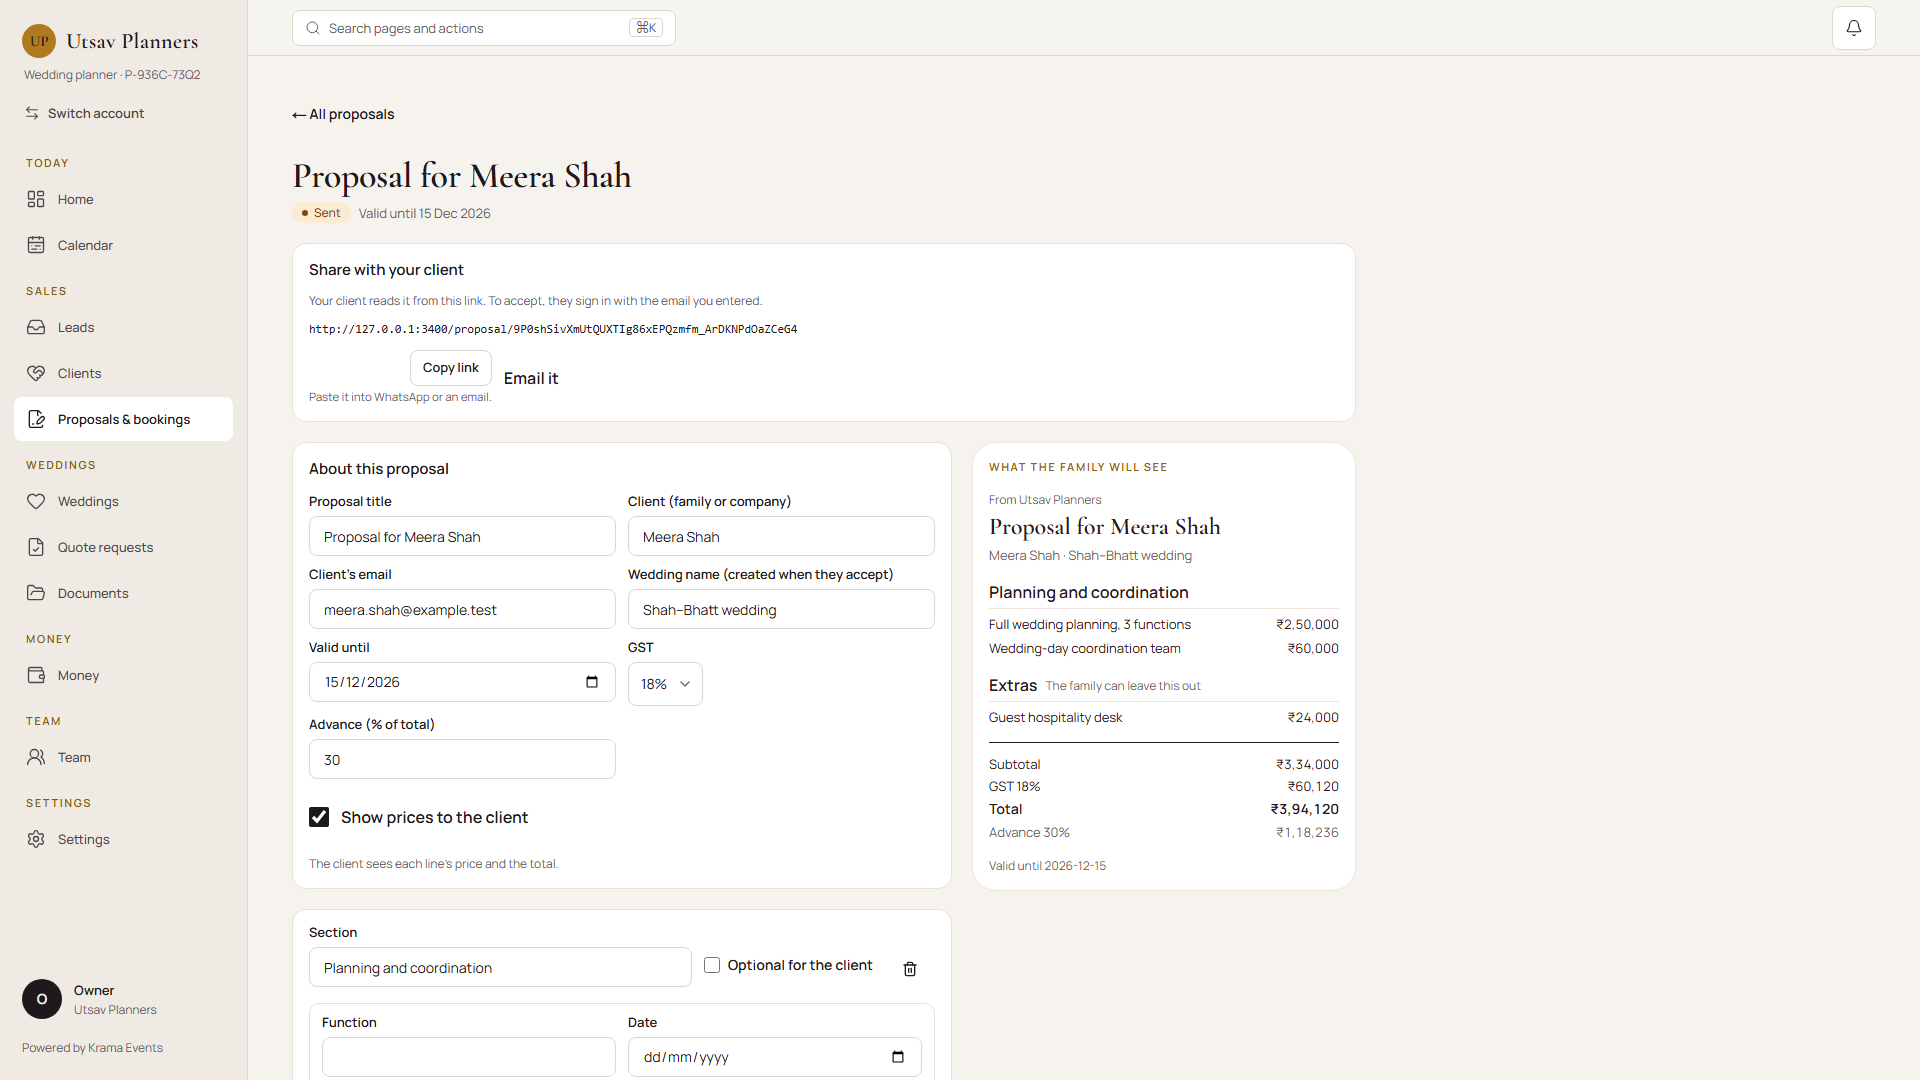 UP Utsav Planners
Wedding planner · P-936C-73Q2
Switch account
TODAY
Home
Calendar
SALES
Leads
Clients
Proposals & bookings
WEDDINGS
Weddings
Quote requests
Documents
MONEY
Money
TEAM
Team
SETTINGS
Settings
O
Owner
Utsav Planners
Powered by Krama Events
Search pages and actions ⌘K
← All proposals
Proposal for Meera Shah
Sent Valid until 15 Dec 2026
Share with your client
Your client reads it from this link. To accept, they sign in with the email you entered.
http://127.0.0.1:3400/proposal/9P0shSivXmUtQUXTIg86xEPQzmfm_ArDKNPdOaZCeG4
Copy link Email it
Paste it into WhatsApp or an email.
About this proposal
Proposal title Client (family or company)
Proposal for Meera Shah Meera Shah
Client's email Wedding name (created when they accept)
meera.shah@example.test Shah–Bhatt wedding
Valid until GST
15/12/2026 18%
Advance (% of total)
30
Show prices to the client
The client sees each line's price and the total.
WHAT THE FAMILY WILL SEE
From Utsav Planners
Proposal for Meera Shah
Meera Shah · Shah–Bhatt wedding
Planning and coordination
Full wedding planning, 3 functions ₹2,50,000
Wedding-day coordination team ₹60,000
Extras The family can leave this out
Guest hospitality desk ₹24,000
Subtotal ₹3,34,000
GST 18% ₹60,120
Total ₹3,94,120
Advance 30% ₹1,18,236
Valid until 2026-12-15
Section
Planning and coordination Optional for the client
Function Date
dd/mm/yyyy